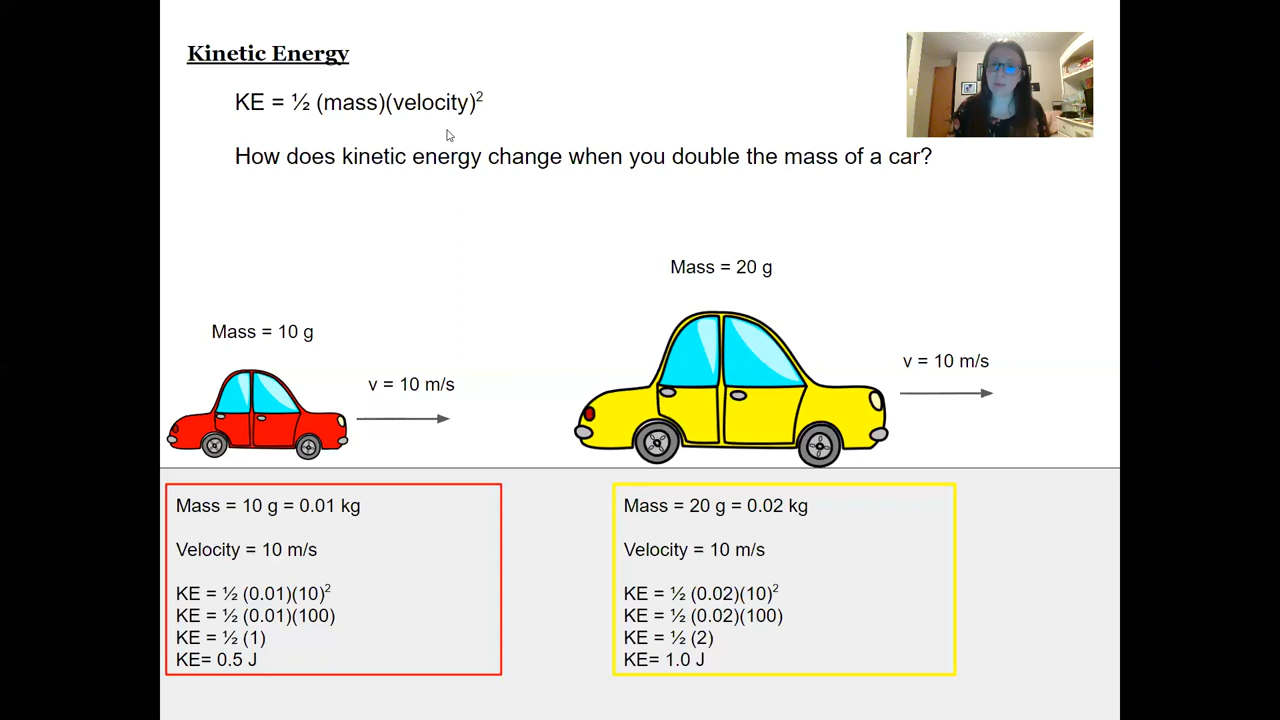 Kinetic Energy
KE = ½ (mass)(velocity)²
How does kinetic energy change when you double the mass of a car?
Mass = 20 g
Mass = 10 g
v = 10 m/s
v = 10 m/s
Mass = 10 g = 0.01 kg
Velocity = 10 m/s
KE = ½ (0.01)(10)²
KE = ½ (0.01)(100)
KE = ½ (1)
KE= 0.5 J
Mass = 20 g = 0.02 kg
Velocity = 10 m/s
KE = ½ (0.02)(10)²
KE = ½ (0.02)(100)
KE = ½ (2)
KE= 1.0 J